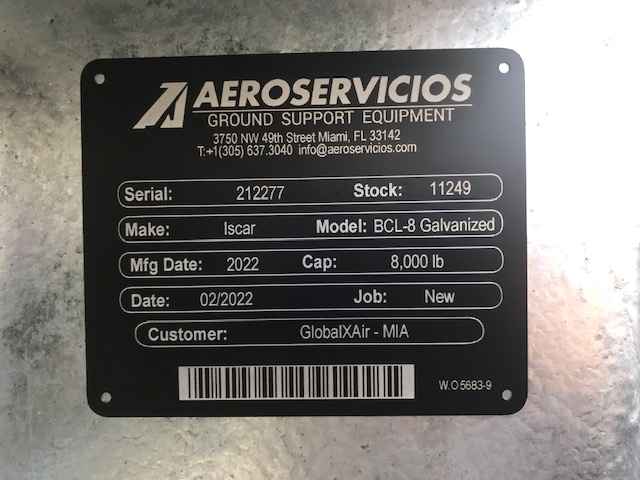 AEROSERVICIOS
GROUND SUPPORT EQUIPMENT
3750 NW 49th Street Miami, FL 33142
T:+1(305) 637.3040 info@aeroservicios.com
Serial: 212277 Stock: 11249
Make: Iscar Model: BCL-8 Galvanized
Mfg Date: 2022 Cap: 8,000 lb
Date: 02/2022 Job: New
Customer: GlobalXAir - MIA
W.O 5683-9